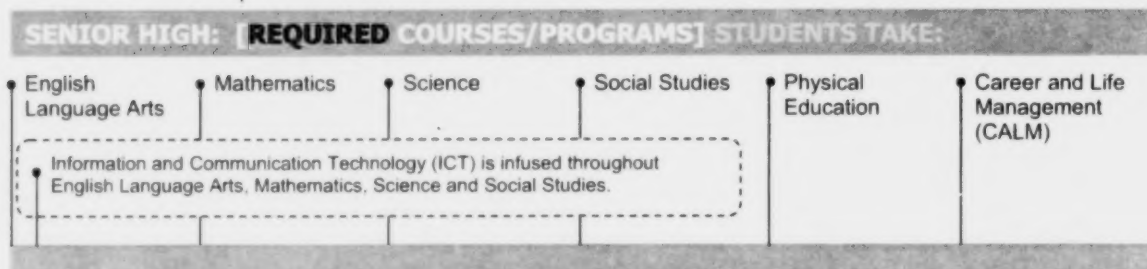 SENIOR HIGH: [REQUIRED COURSES/PROGRAMS] STUDENTS TAKE:
English
Language Arts
Mathematics
Science
Social Studies
Physical
Education
Career and Life
Management
(CALM)
Information and Communication Technology (ICT) is infused throughout
English Language Arts, Mathematics, Science and Social Studies.